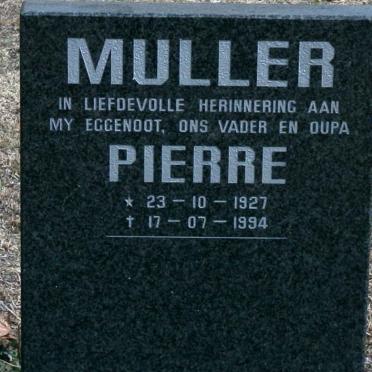 MULLER
IN LIEFDEVOLLE HERINNERING AAN
MY EGGENOOT, ONS VADER EN OUPA
PIERRE
★ 23 – 10 – 1927
† 17 – 07 – 1994